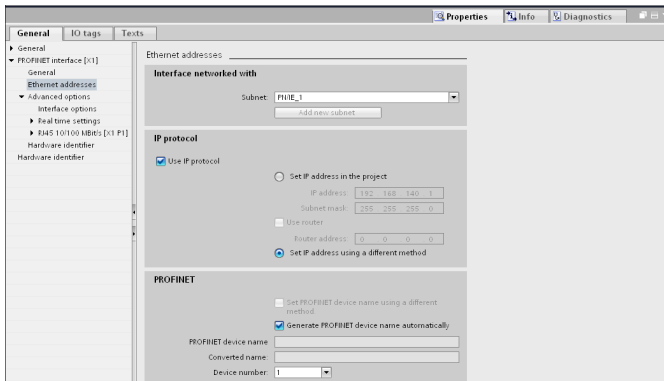 Properties Info Diagnostics
General IO tags Texts
General
PROFINET interface [X1]
General
Ethernet addresses
Advanced options
Interface options
Real time settings
RJ45 10/100 MBit/s [X1 P1]
Hardware identifier
Hardware identifier
Ethernet addresses
Interface networked with
Subnet: PN/IE_1
Add new subnet
IP protocol
Use IP protocol
Set IP address in the project
IP address: 192 . 168 . 140 . 1
Subnet mask: 255 . 255 . 255 . 0
Use router
Router address: 0 . 0 . 0 . 0
Set IP address using a different method
PROFINET
Set PROFINET device name using a different
method
Generate PROFINET device name automatically
PROFINET device name
Converted name:
Device number: 1